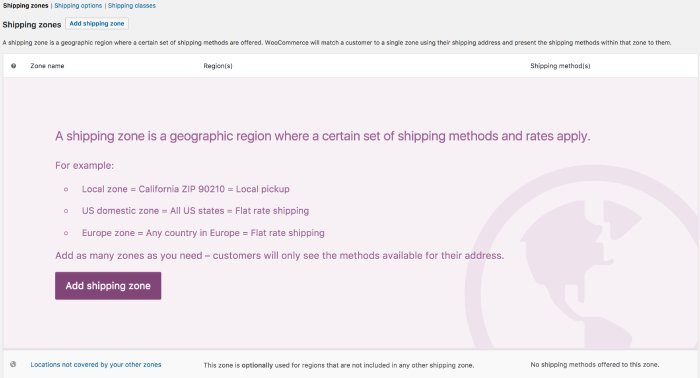 Shipping zones | Shipping options | Shipping classes
Shipping zones Add shipping zone
A shipping zone is a geographic region where a certain set of shipping methods are offered. WooCommerce will match a customer to a single zone using their shipping address and present the shipping methods within that zone to them.
Zone name Region(s) Shipping method(s)
A shipping zone is a geographic region where a certain set of shipping methods and rates apply.
For example:
Local zone = California ZIP 90210 = Local pickup
US domestic zone = All US states = Flat rate shipping
Europe zone = Any country in Europe = Flat rate shipping
Add as many zones as you need – customers will only see the methods available for their address.
Add shipping zone
Locations not covered by your other zones This zone is optionally used for regions that are not included in any other shipping zone. No shipping methods offered to this zone.